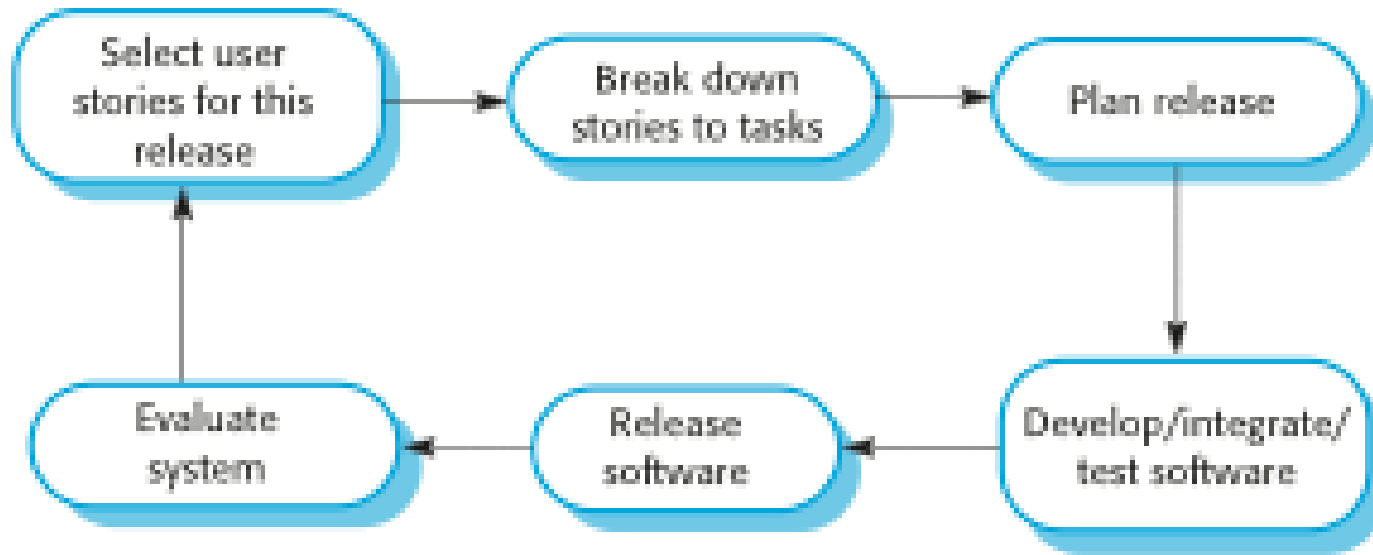 Select user
stories for this
release
Break down
stories to tasks
Plan release
Develop/integrate/
test software
Release
software
Evaluate
system